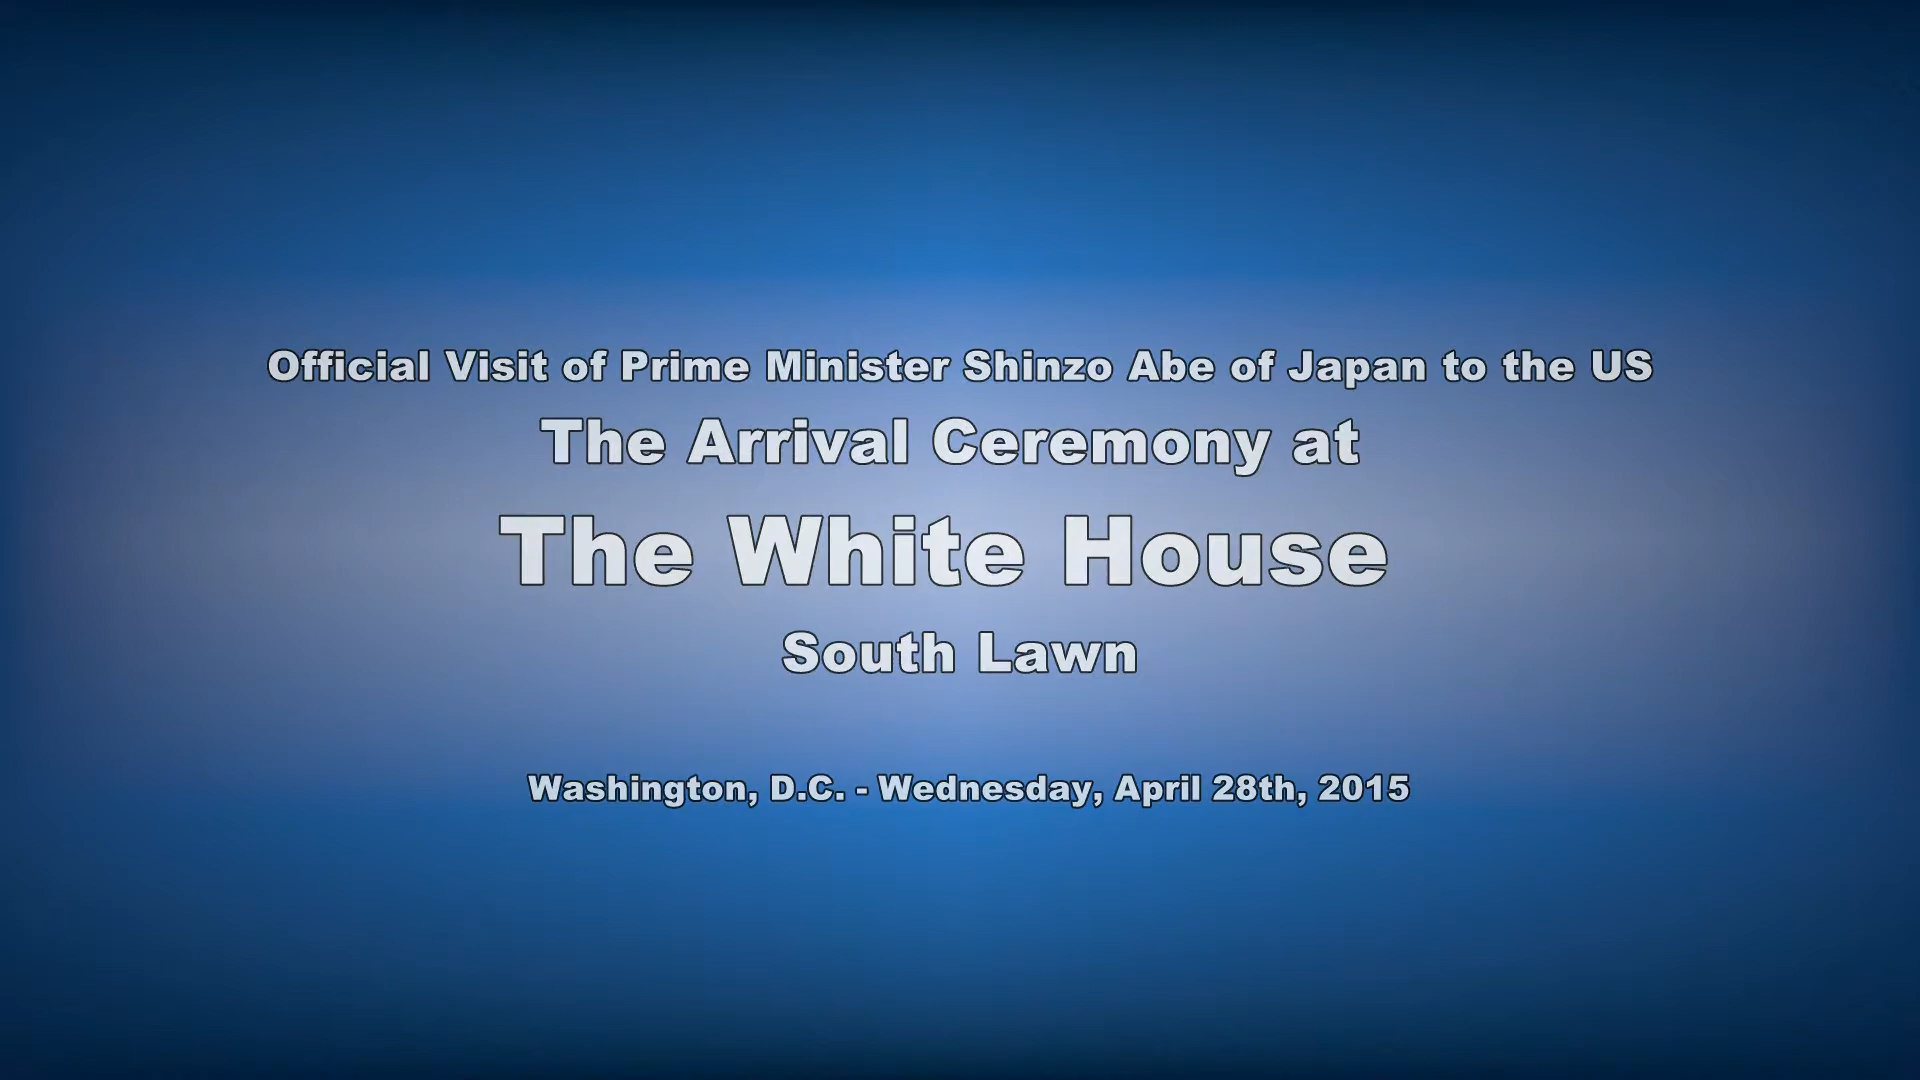 Official Visit of Prime Minister Shinzo Abe of Japan to the US
The Arrival Ceremony at
The White House
South Lawn
Washington, D.C. - Wednesday, April 28th, 2015